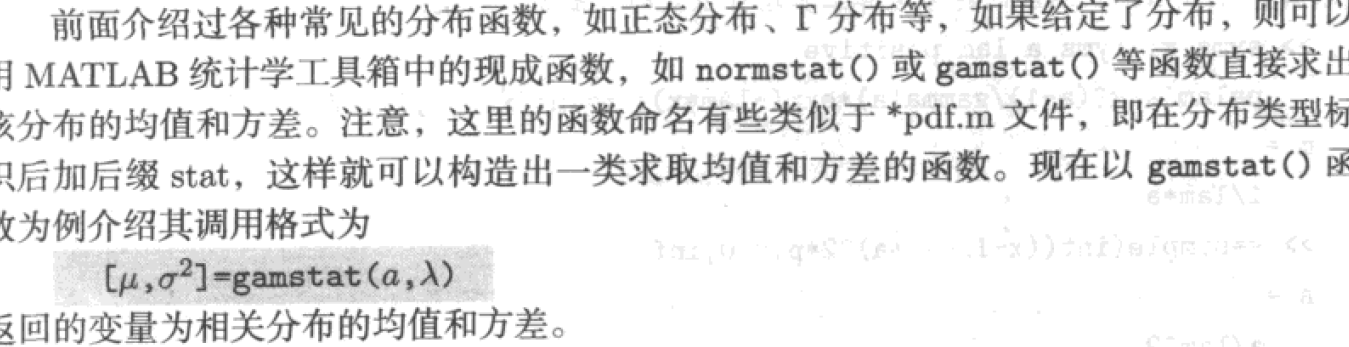 前面介绍过各种常见的分布函数，如正态分布、Γ 分布等，如果给定了分布，则可以
用 MATLAB 统计学工具箱中的现成函数，如 normstat() 或 gamstat() 等函数直接求出
该分布的均值和方差。注意，这里的函数命名有些类似于 *pdf.m 文件，即在分布类型标
识后加后缀 stat，这样就可以构造出一类求取均值和方差的函数。现在以 gamstat() 函
数为例介绍其调用格式为
[μ,σ²]=gamstat(a,λ)
返回的变量为相关分布的均值和方差。